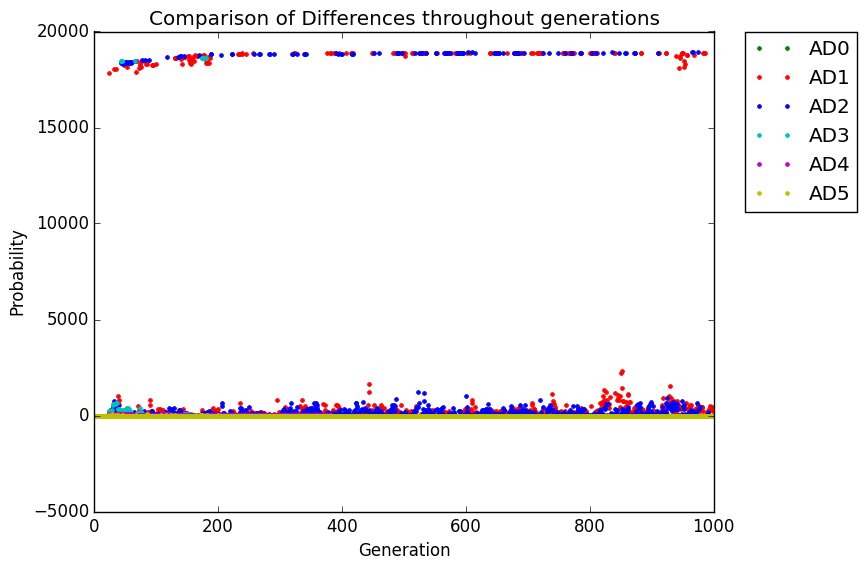 Comparison of Differences throughout generations
20000
15000
10000
5000
0
−5000
Probability
0 200 400 600 800 1000
Generation
AD0
AD1
AD2
AD3
AD4
AD5